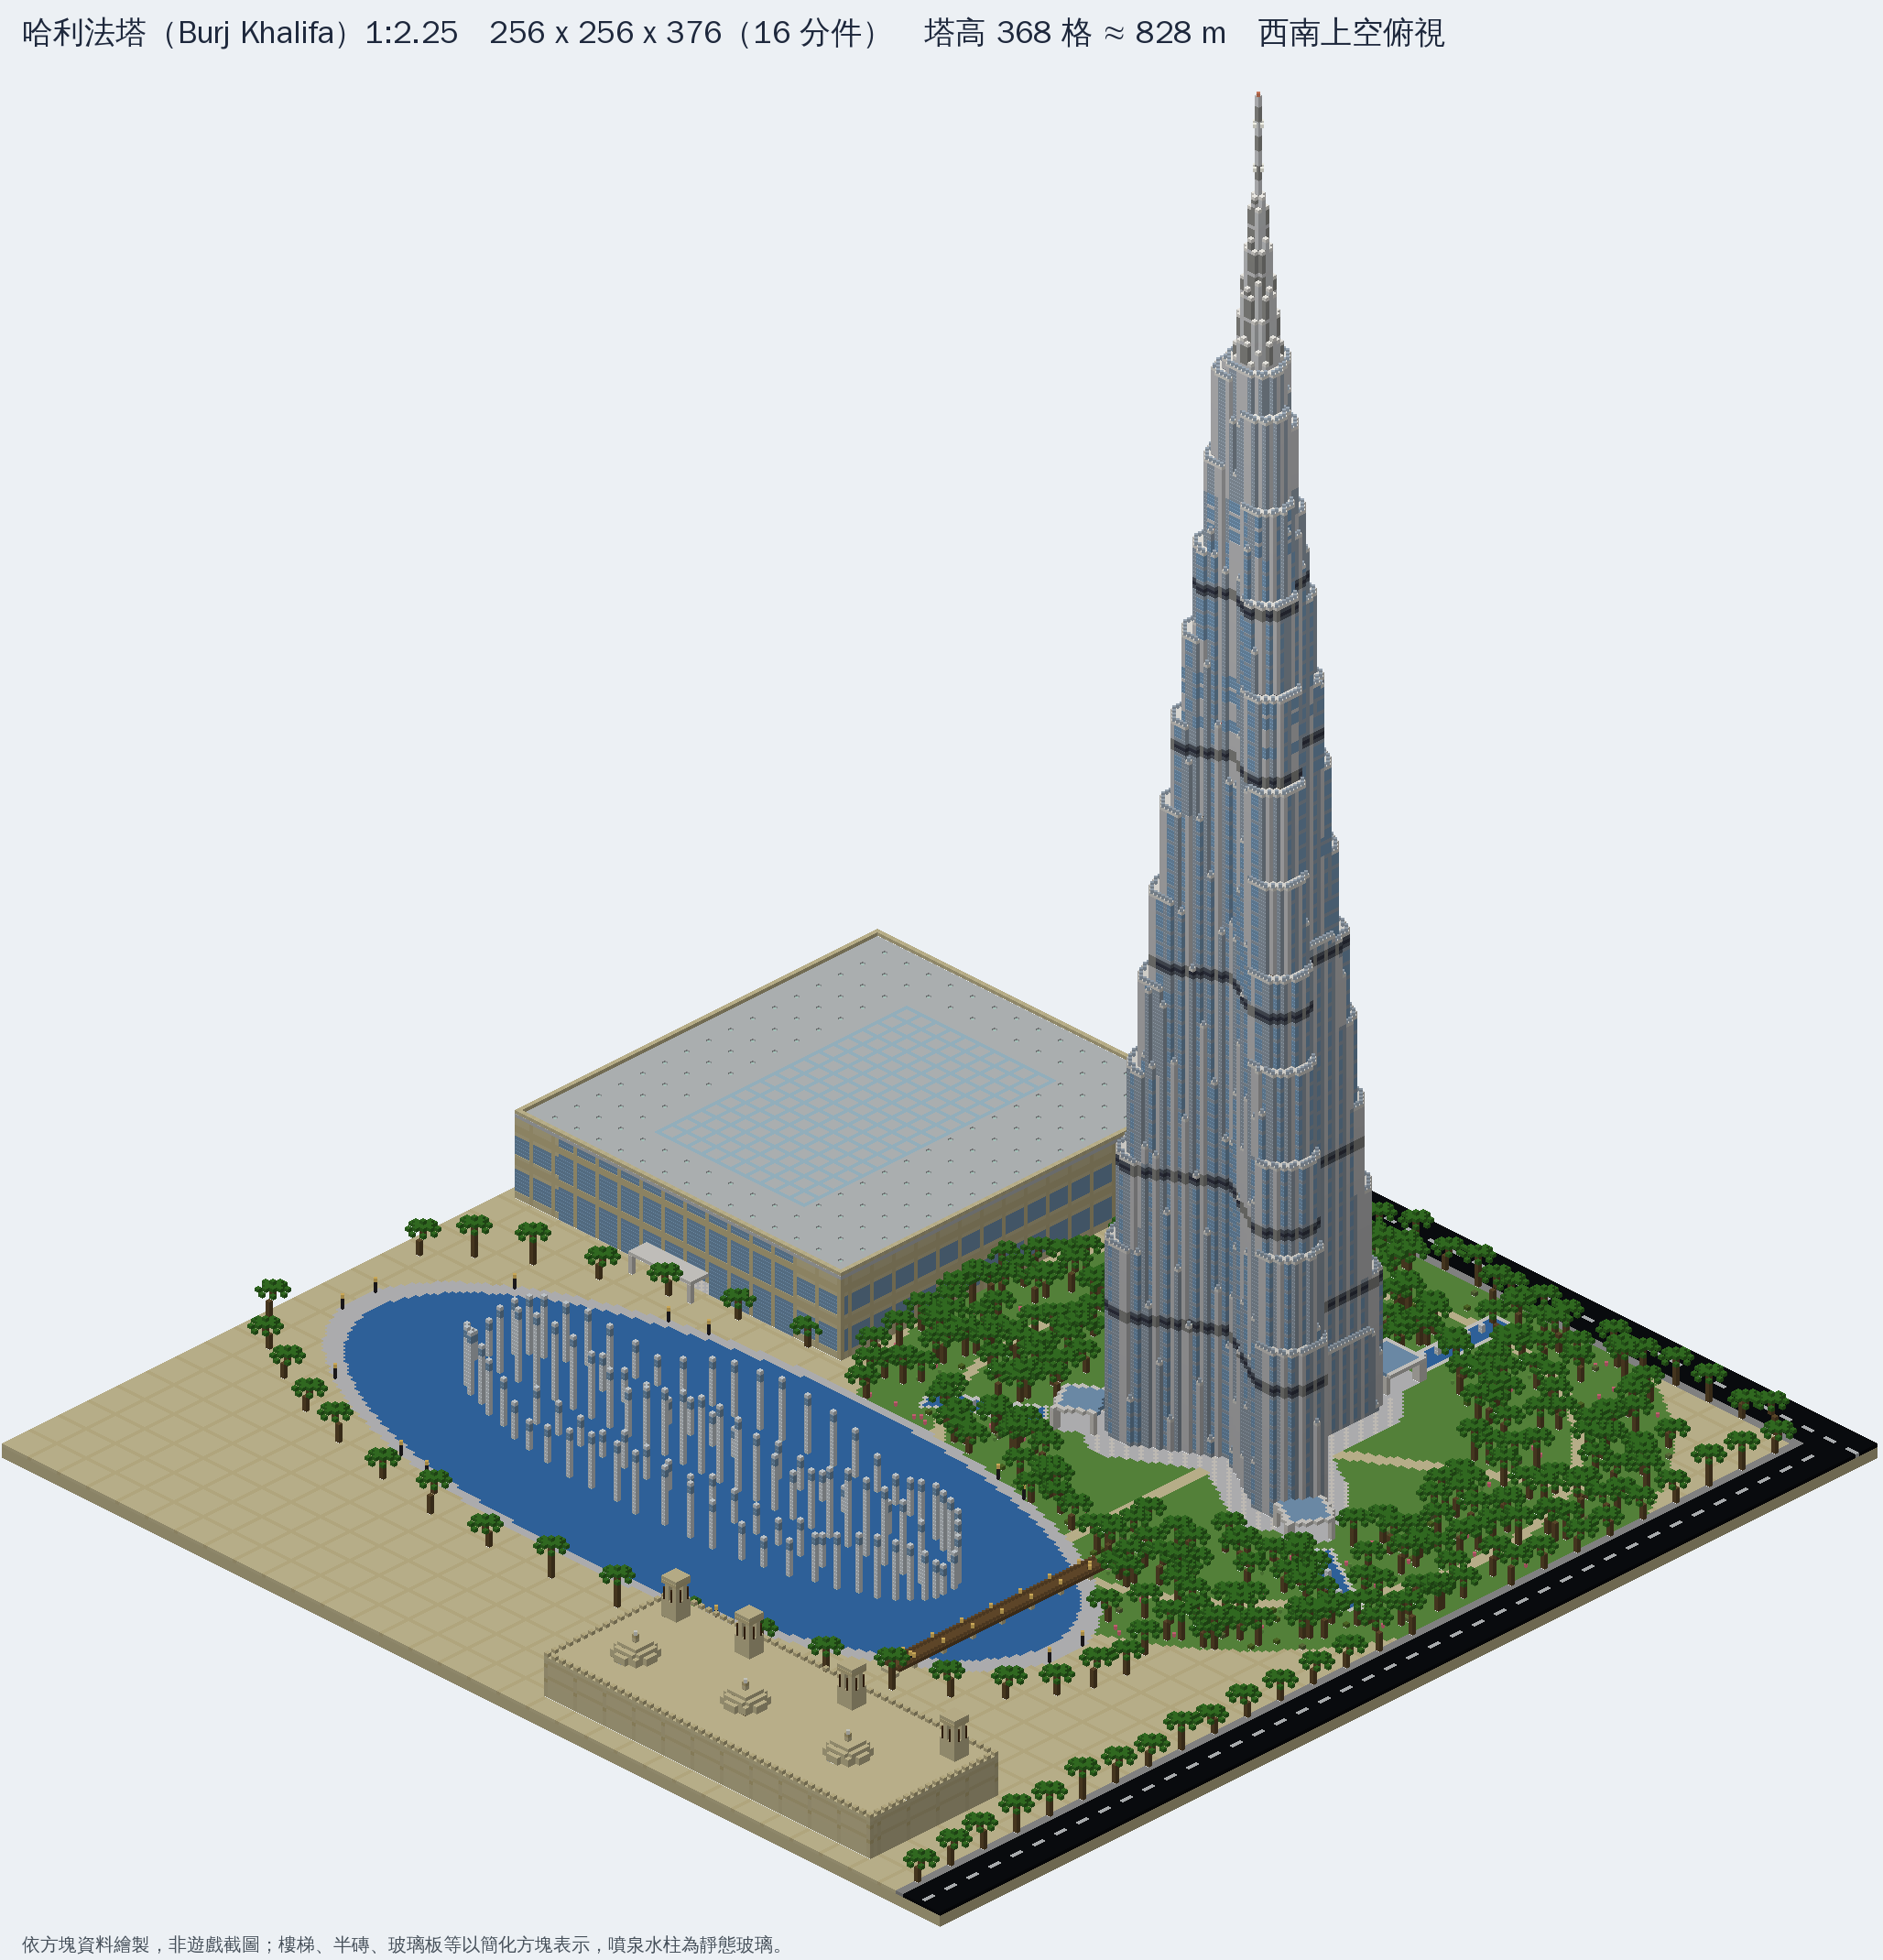 哈利法塔（Burj Khalifa）1:2.25　256 x 256 x 376（16 分件）　塔高 368 格 ≈ 828 m　西南上空俯視
依方塊資料繪製，非遊戲截圖；樓梯、半磚、玻璃板等以簡化方塊表示，噴泉水柱為靜態玻璃。